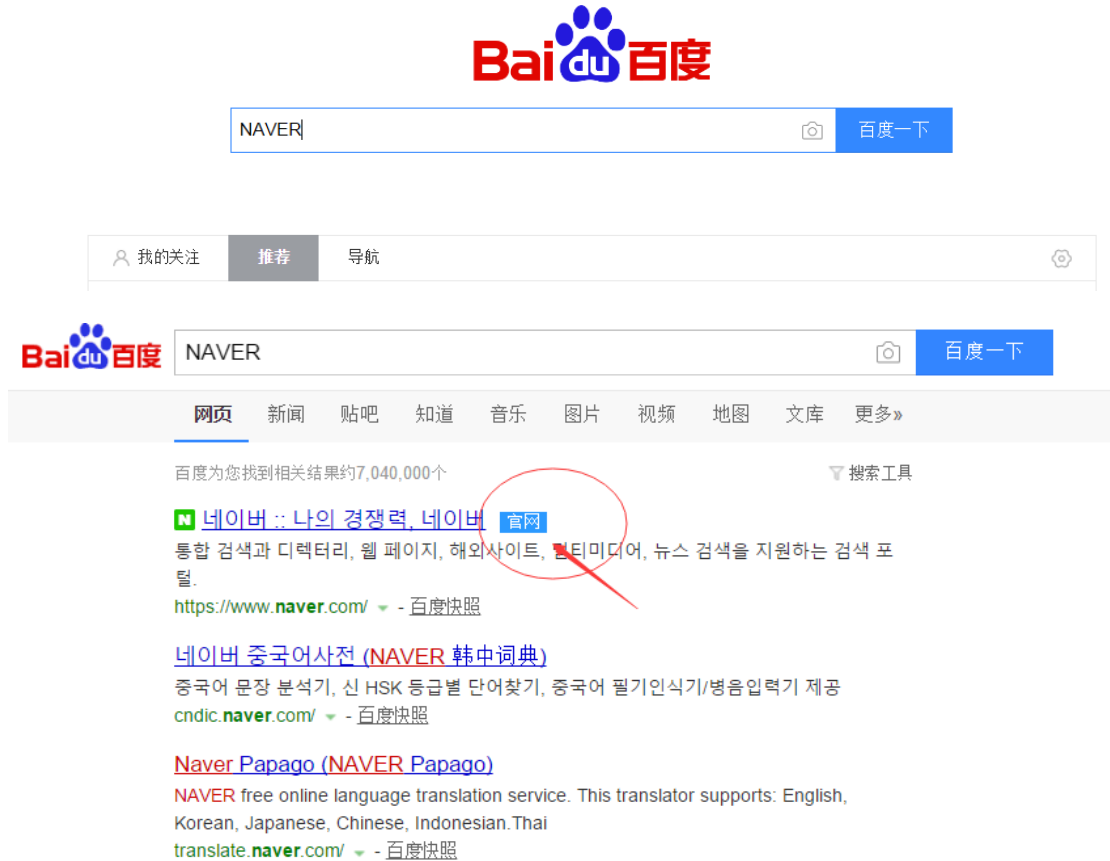 Baidu百度
NAVER
百度一下
我的关注 推荐 导航
Baidu百度 NAVER 百度一下
网页 新闻 贴吧 知道 音乐 图片 视频 地图 文库 更多»
百度为您找到相关结果约7,040,000个 搜索工具
네이버 :: 나의 경쟁력, 네이버 官网
통합 검색과 디렉터리, 웹 페이지, 해외사이트, 멀티미디어, 뉴스 검색을 지원하는 검색 포
털.
https://www.naver.com/ - 百度快照
네이버 중국어사전 (NAVER 韩中词典)
중국어 문장 분석기, 신 HSK 등급별 단어찾기, 중국어 필기인식기/병음입력기 제공
cndic.naver.com/ - 百度快照
Naver Papago (NAVER Papago)
NAVER free online language translation service. This translator supports: English,
Korean, Japanese, Chinese, Indonesian.Thai
translate.naver.com/ - 百度快照